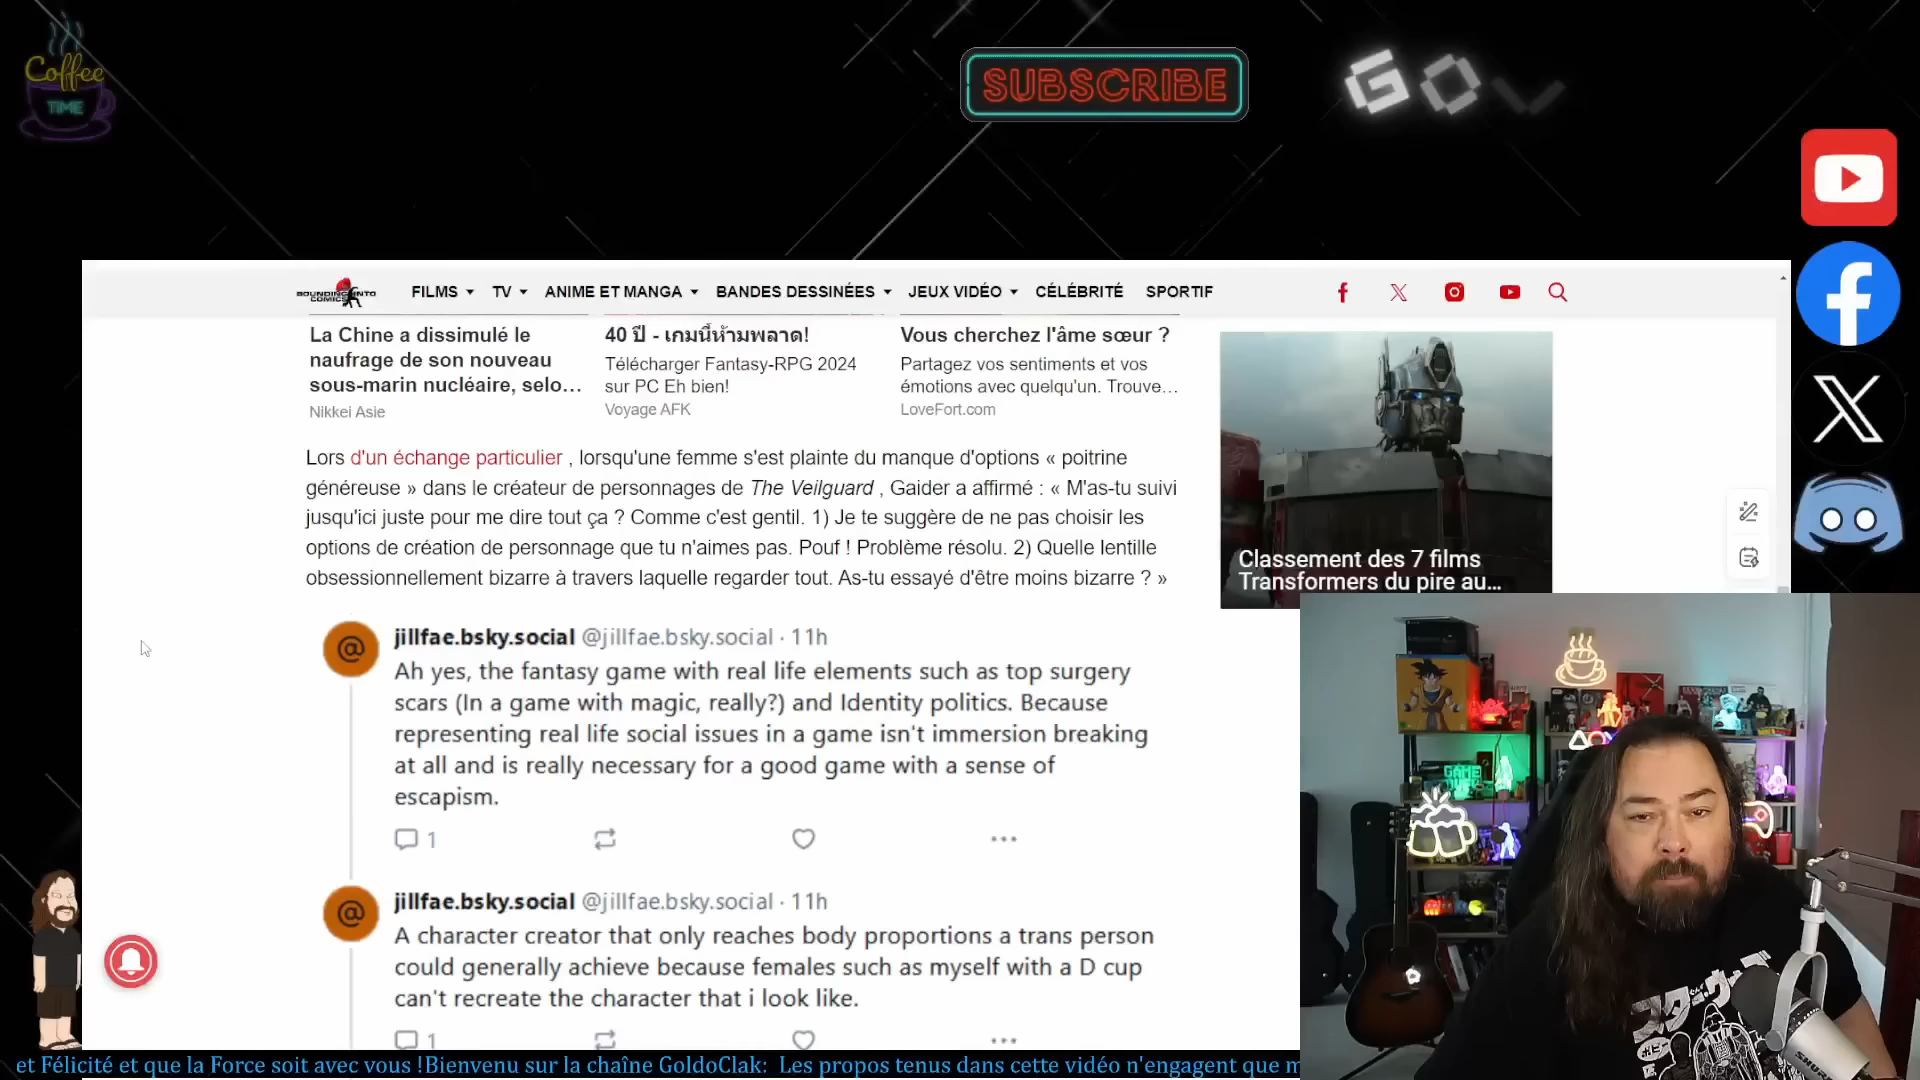 Coffee
TIME
SUBSCRIBE
GO
BOUNDING INTO
COMICS
FILMS
TV
ANIME ET MANGA
BANDES DESSINÉES
JEUX VIDÉO
CÉLÉBRITÉ
SPORTIF
La Chine a dissimulé le
naufrage de son nouveau
sous-marin nucléaire, selo...
Nikkei Asie
40 ปี - เกมนี้ห้ามพลาด!
Télécharger Fantasy-RPG 2024
sur PC Eh bien!
Voyage AFK
Vous cherchez l'âme sœur ?
Partagez vos sentiments et vos
émotions avec quelqu'un. Trouve...
LoveFort.com
Lors d'un échange particulier , lorsqu'une femme s'est plainte du manque d'options « poitrine
généreuse » dans le créateur de personnages de The Veilguard , Gaider a affirmé : « M'as-tu suivi
jusqu'ici juste pour me dire tout ça ? Comme c'est gentil. 1) Je te suggère de ne pas choisir les
options de création de personnage que tu n'aimes pas. Pouf ! Problème résolu. 2) Quelle lentille
obsessionnellement bizarre à travers laquelle regarder tout. As-tu essayé d'être moins bizarre ? »
Classement des 7 films
Transformers du pire au...
@ jillfae.bsky.social @jillfae.bsky.social · 11h
Ah yes, the fantasy game with real life elements such as top surgery
scars (In a game with magic, really?) and Identity politics. Because
representing real life social issues in a game isn't immersion breaking
at all and is really necessary for a good game with a sense of
escapism.
1
@ jillfae.bsky.social @jillfae.bsky.social · 11h
A character creator that only reaches body proportions a trans person
could generally achieve because females such as myself with a D cup
can't recreate the character that i look like.
1
GAME
SHURE
et Félicité et que la Force soit avec vous !Bienvenu sur la chaîne GoldoClak: Les propos tenus dans cette vidéo n'engagent que m